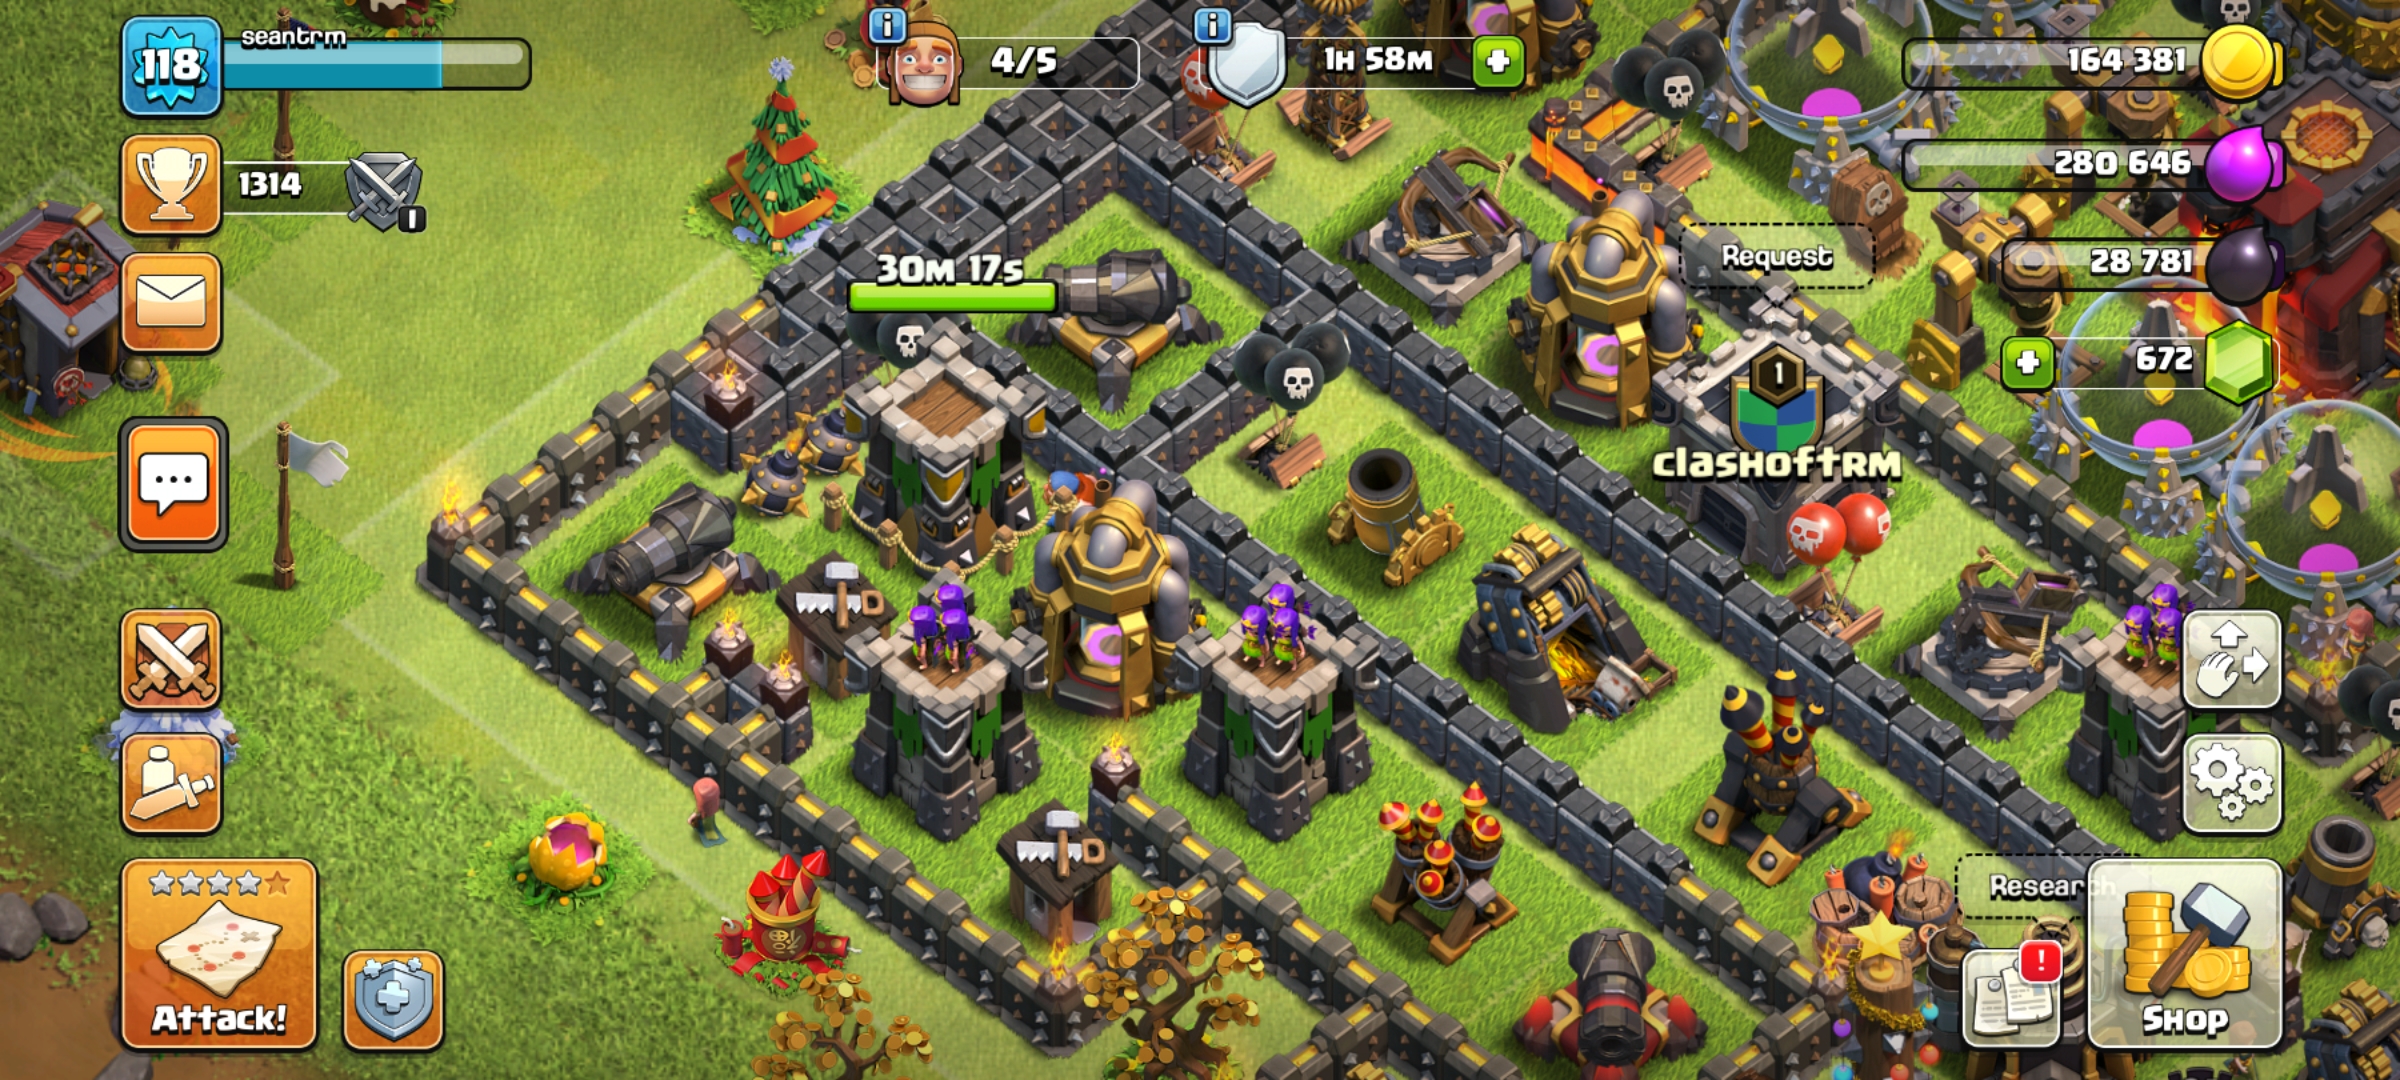 118
seantrm
4/5
1H 58M
164 381
1314
I
280 646
Request
28 781
30M 17S
672
1
clashoftrm
Research
!
Attack!
Shop